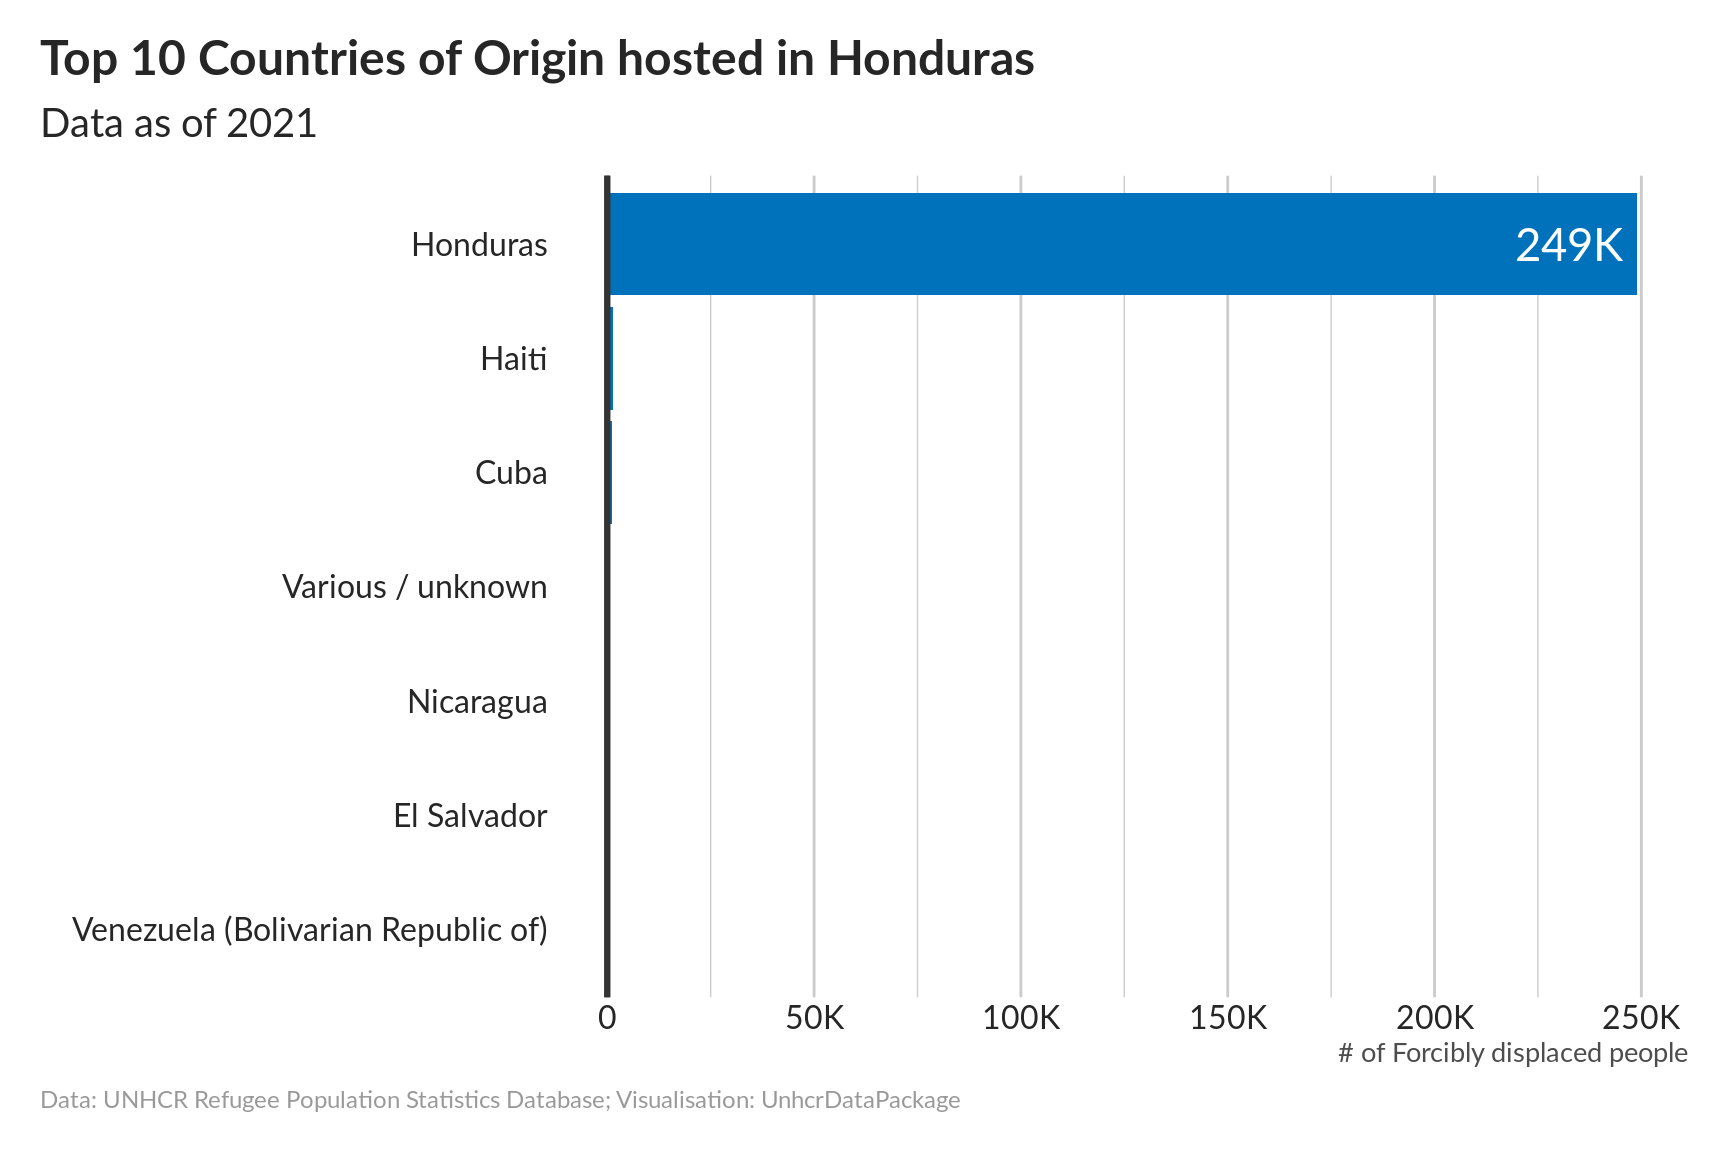 Top 10 Countries of Origin hosted in Honduras
Data as of 2021
Honduras
249K
Haiti
Cuba
Various / unknown
Nicaragua
El Salvador
Venezuela (Bolivarian Republic of)
0 50K 100K 150K 200K 250K
# of Forcibly displaced people
Data: UNHCR Refugee Population Statistics Database; Visualisation: UnhcrDataPackage